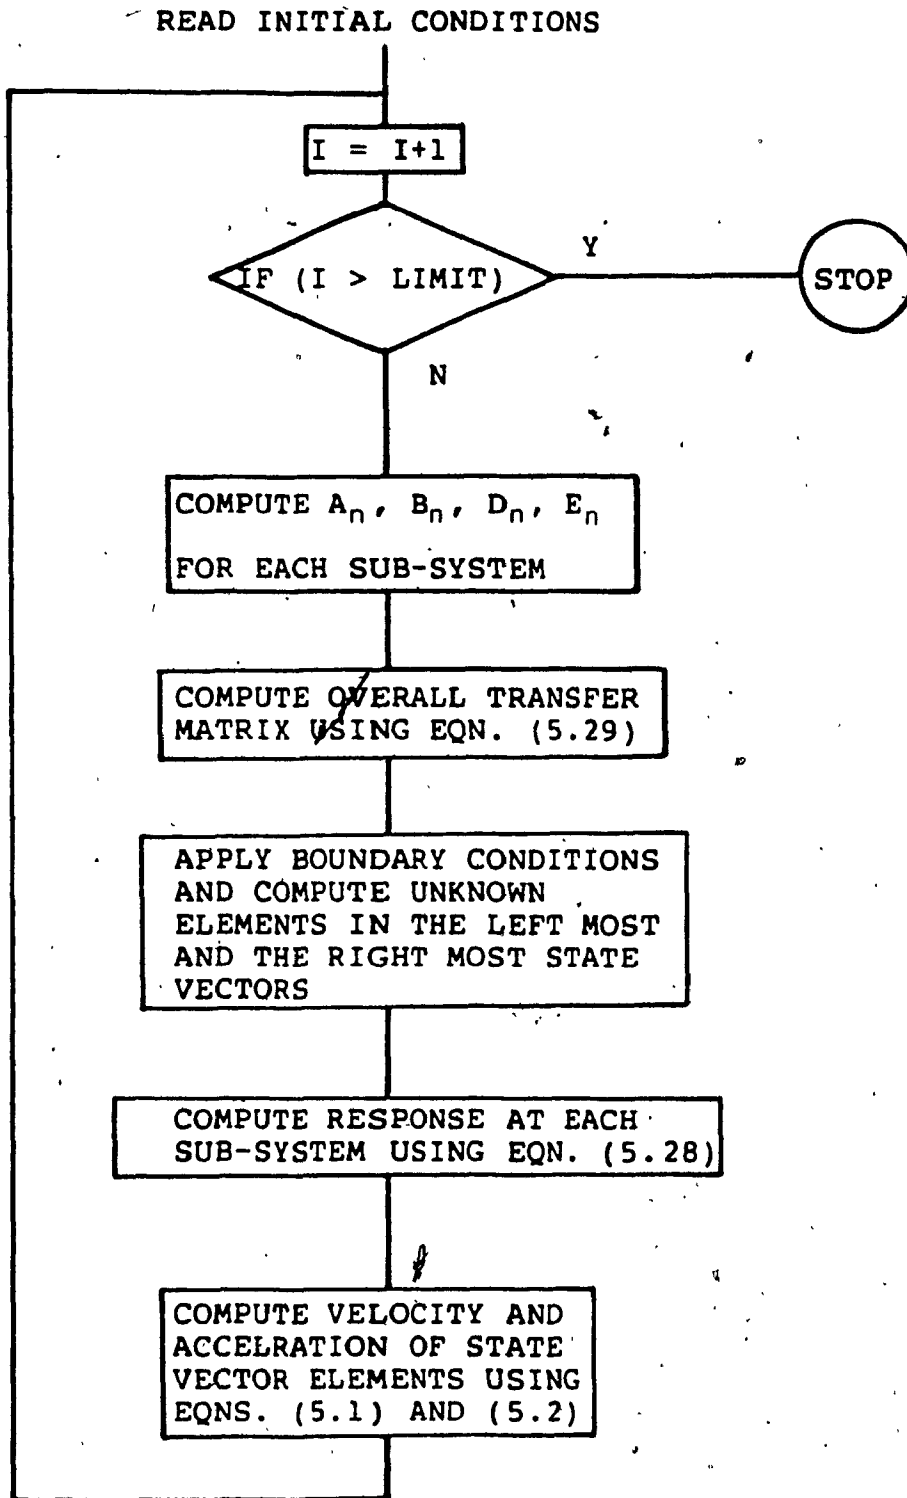 READ INITIAL CONDITIONS
I = I+1
IF (I > LIMIT)
Y
STOP
N
COMPUTE Aₙ, Bₙ, Dₙ, Eₙ
FOR EACH SUB-SYSTEM
COMPUTE OVERALL TRANSFER
MATRIX USING EQN. (5.29)
APPLY BOUNDARY CONDITIONS
AND COMPUTE UNKNOWN
ELEMENTS IN THE LEFT MOST
AND THE RIGHT MOST STATE
VECTORS
COMPUTE RESPONSE AT EACH
SUB-SYSTEM USING EQN. (5.28)
COMPUTE VELOCITY AND
ACCELRATION OF STATE
VECTOR ELEMENTS USING
EQNS. (5.1) AND (5.2)